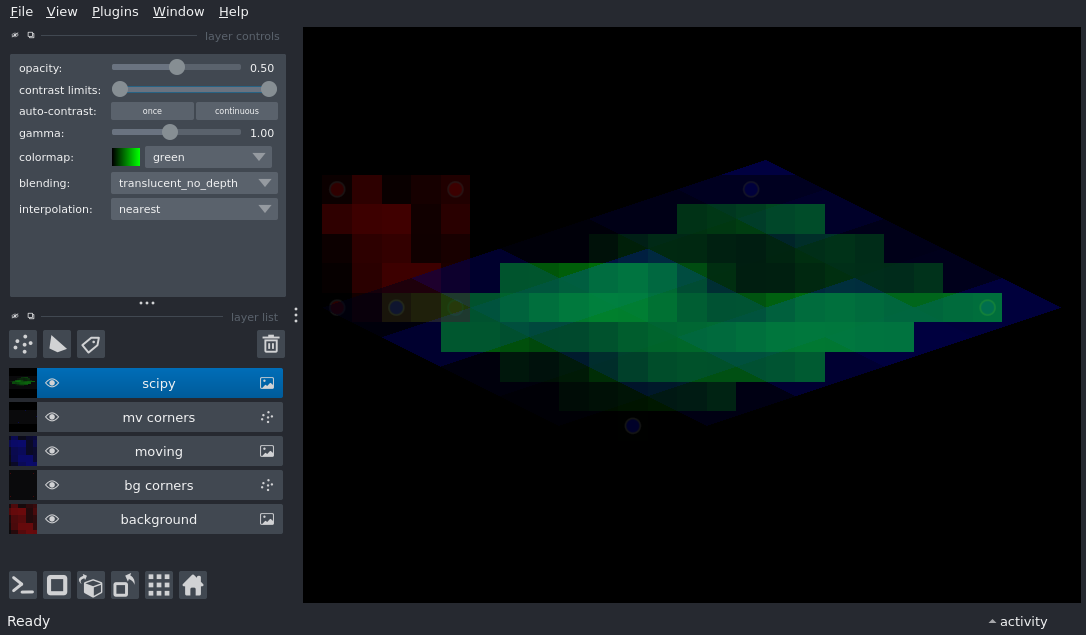 File View Plugins Window Help
layer controls
opacity: 0.50
contrast limits:
auto-contrast: once continuous
gamma: 1.00
colormap: green
blending: translucent_no_depth
interpolation: nearest
layer list
scipy
mv corners
moving
bg corners
background
Ready activity